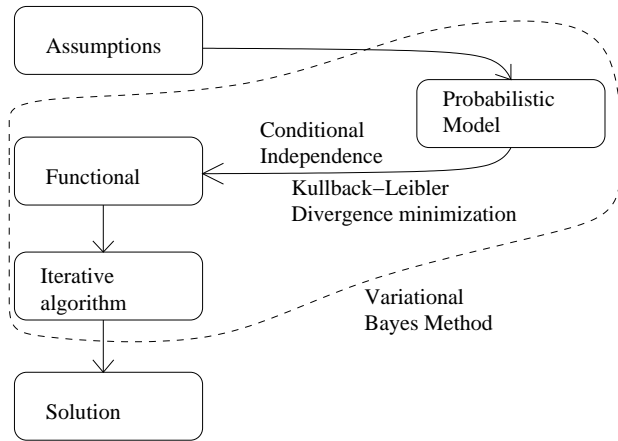 Assumptions
Probabilistic
Model
Conditional
Independence
Functional
Kullback−Leibler
Divergence minimization
Iterative
algorithm
Variational
Bayes Method
Solution